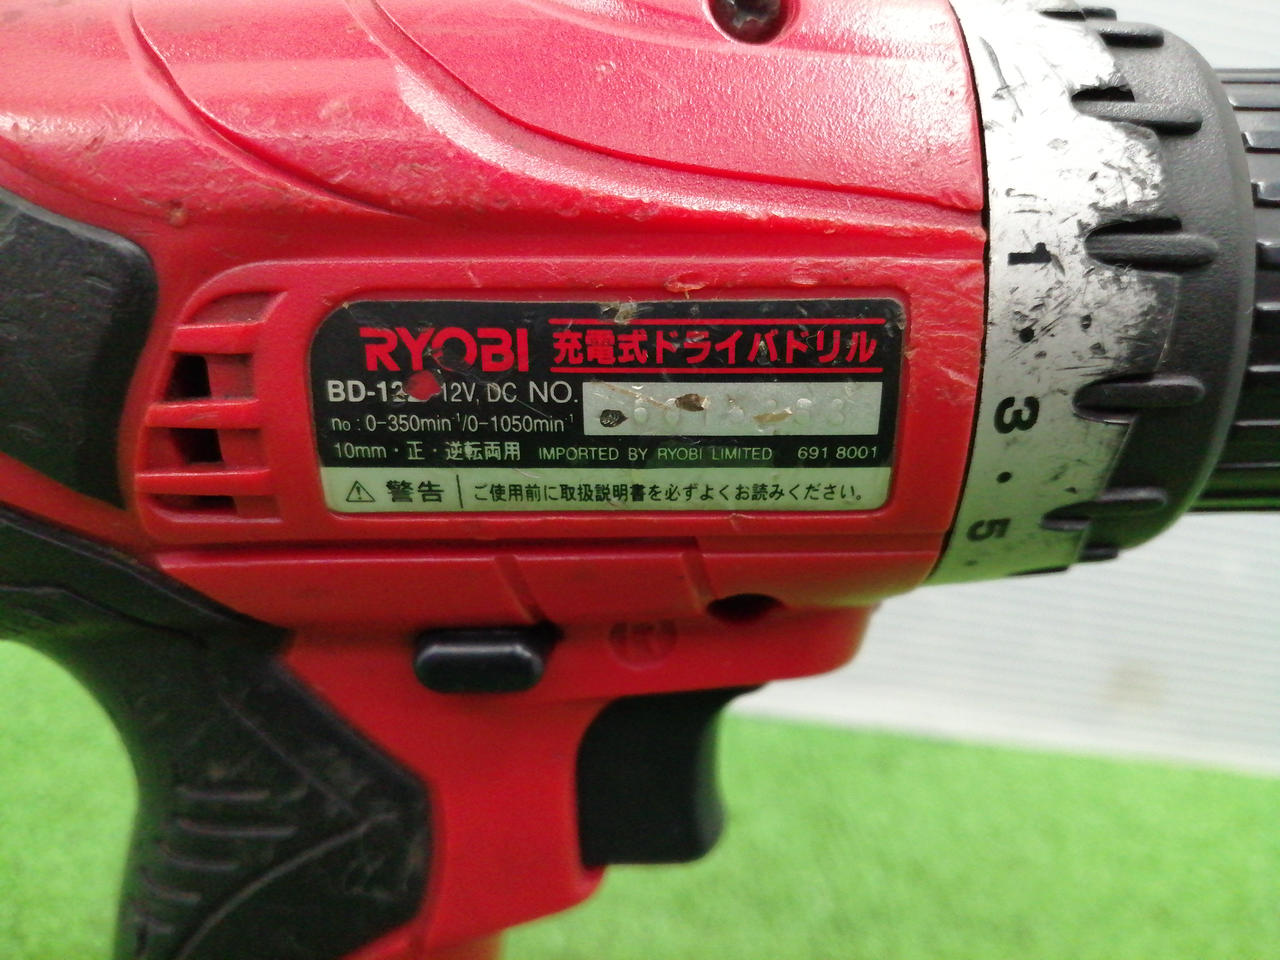 RYOBI 充電式ドライバドリル
12V, DC NO.
no : 0-350min⁻¹/0-1050min⁻¹
10mm・正・逆転両用 IMPORTED BY RYOBI LIMITED 691 8001
警告 ご使用前に取扱説明書を必ずよくお読みください。
1
・
3
・
5